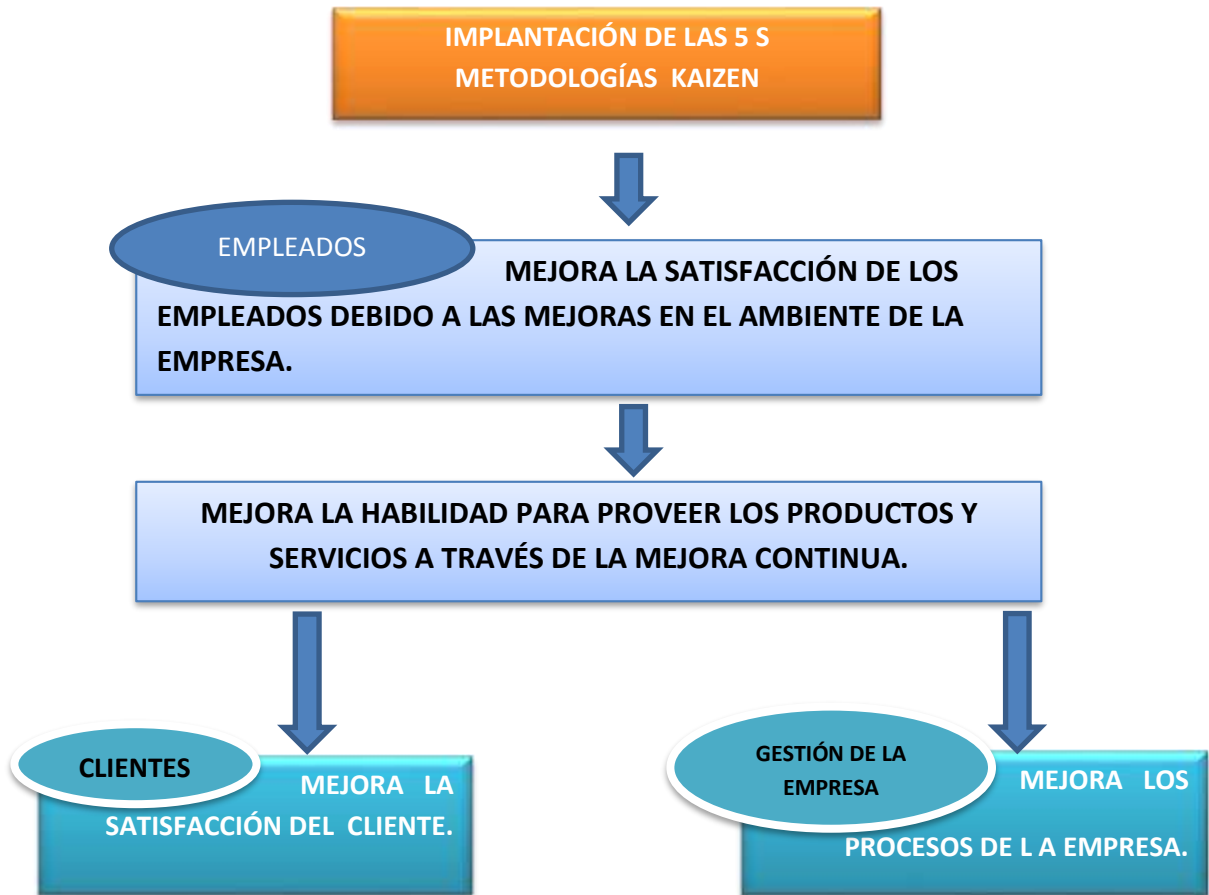 IMPLANTACIÓN DE LAS 5 S
METODOLOGÍAS KAIZEN
EMPLEADOS
MEJORA LA SATISFACCIÓN DE LOS
EMPLEADOS DEBIDO A LAS MEJORAS EN EL AMBIENTE DE LA
EMPRESA.
MEJORA LA HABILIDAD PARA PROVEER LOS PRODUCTOS Y
SERVICIOS A TRAVÉS DE LA MEJORA CONTINUA.
CLIENTES
MEJORA LA
SATISFACCIÓN DEL CLIENTE.
GESTIÓN DE LA
EMPRESA
MEJORA LOS
PROCESOS DE L A EMPRESA.